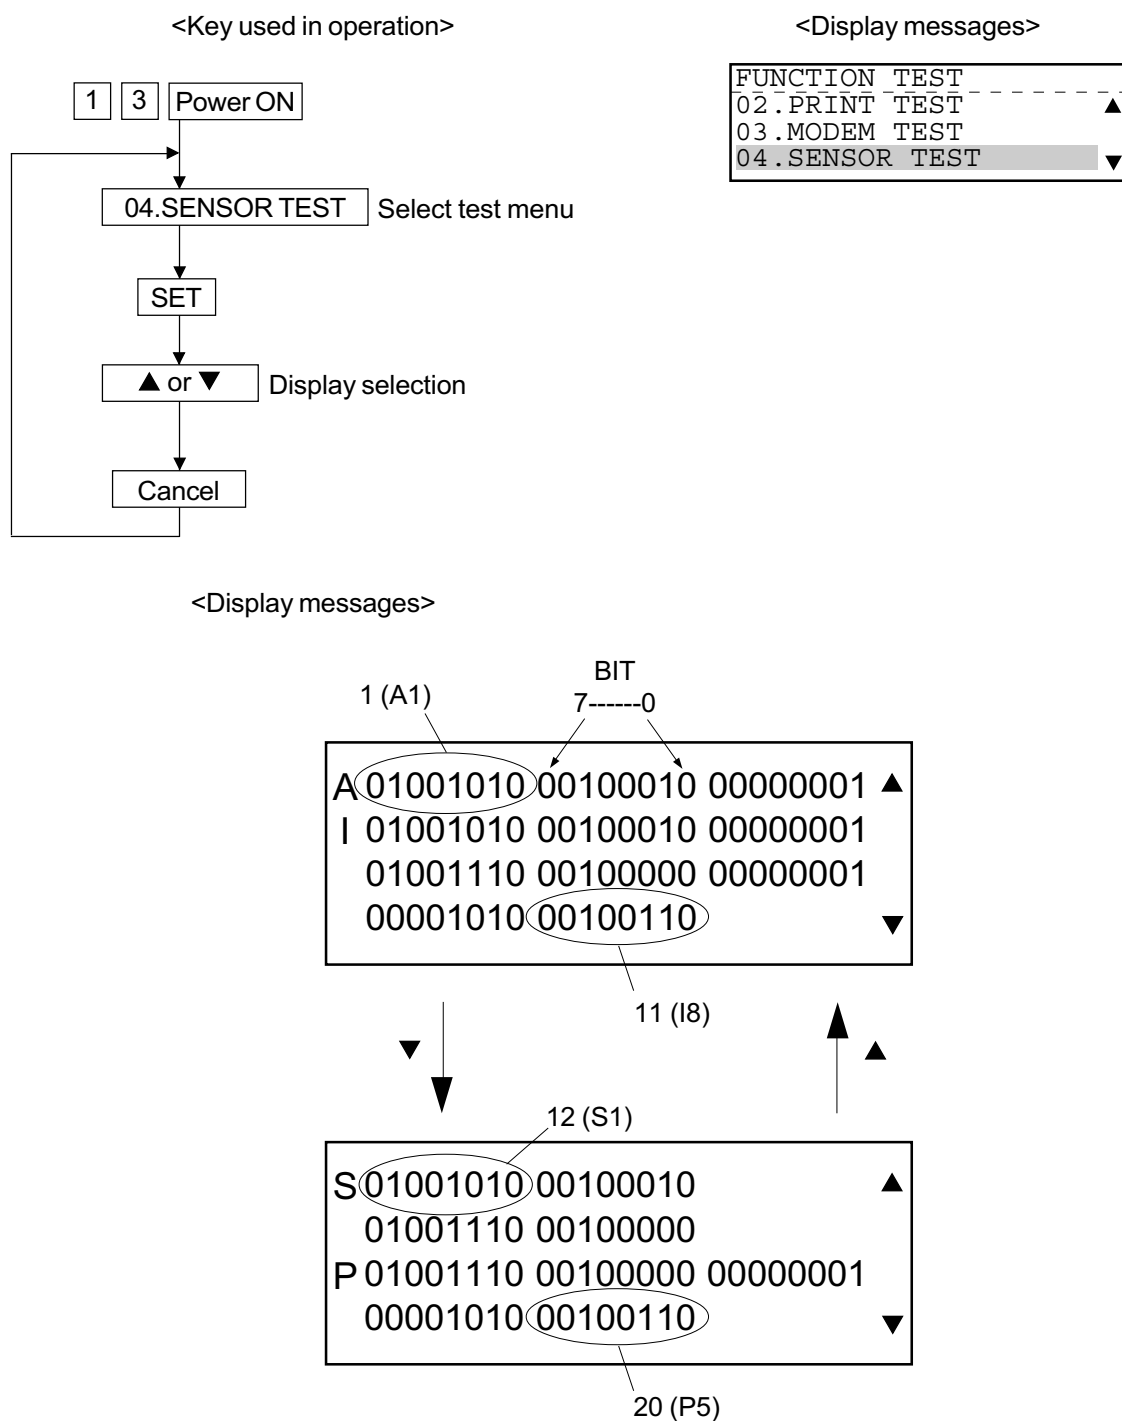 <Key used in operation>
<Display messages>
1 3 Power ON
04.SENSOR TEST Select test menu
SET
▲ or ▼ Display selection
Cancel
FUNCTION TEST
02.PRINT TEST ▲
03.MODEM TEST
04.SENSOR TEST ▼
<Display messages>
BIT
1 (A1) 7------0
A 01001010 00100010 00000001 ▲
I 01001010 00100010 00000001
01001110 00100000 00000001
00001010 00100110 ▼
11 (I8)
▼ ▲
12 (S1)
S 01001010 00100010 ▲
01001110 00100000
P 01001110 00100000 00000001
00001010 00100110 ▼
20 (P5)